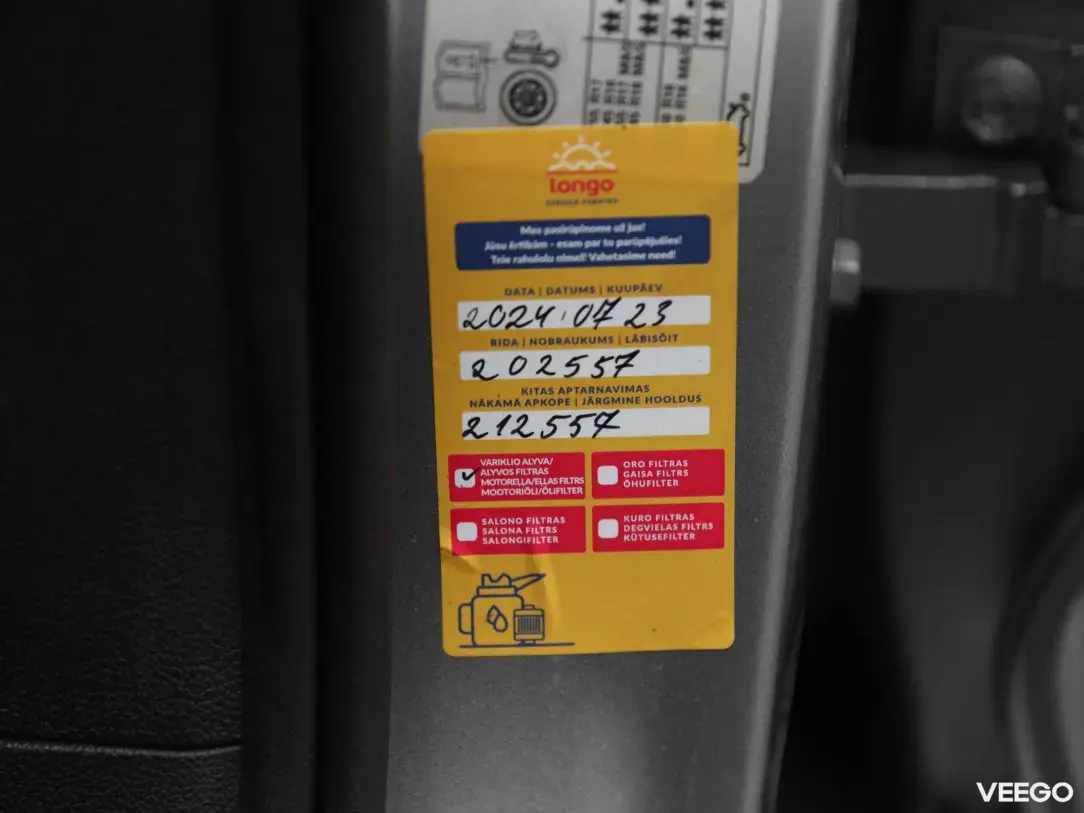 longo
Mes pasirūpinome už jus!
Jūsu ērtībām - esam par to parūpējušies!
Teie rahulolu nimel! Vahetasime need!
DATA | DATUMS | KUUPÄEV
2024.07 23
RIDA | NOBRAUKUMS | LÄBISÕIT
202557
KITAS APTARNAVIMAS
NĀKAMĀ APKOPE | JÄRGMINE HOOLDUS
212557
VARIKLIO ALYVA/
ALYVOS FILTRAS
MOTOREĻĻA/EĻĻAS FILTRS
MOOTORIÕLI/ÕLIFILTER
ORO FILTRAS
GAISA FILTRS
ÕHUFILTER
SALONO FILTRAS
SALONA FILTRS
SALONGIFILTER
KURO FILTRAS
DEGVIELAS FILTRS
KÜTUSEFILTER
VEEGO